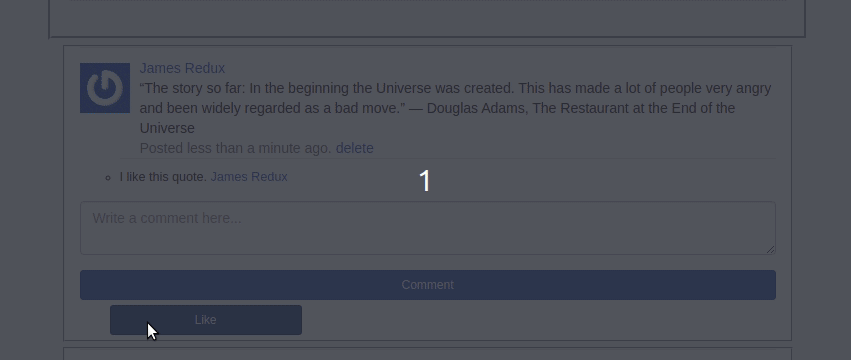 James Redux
“The story so far: In the beginning the Universe was created. This has made a lot of people very angry
and been widely regarded as a bad move.” — Douglas Adams, The Restaurant at the End of the
Universe
Posted less than a minute ago. delete
I like this quote. James Redux
1
Write a comment here...
Comment
Like